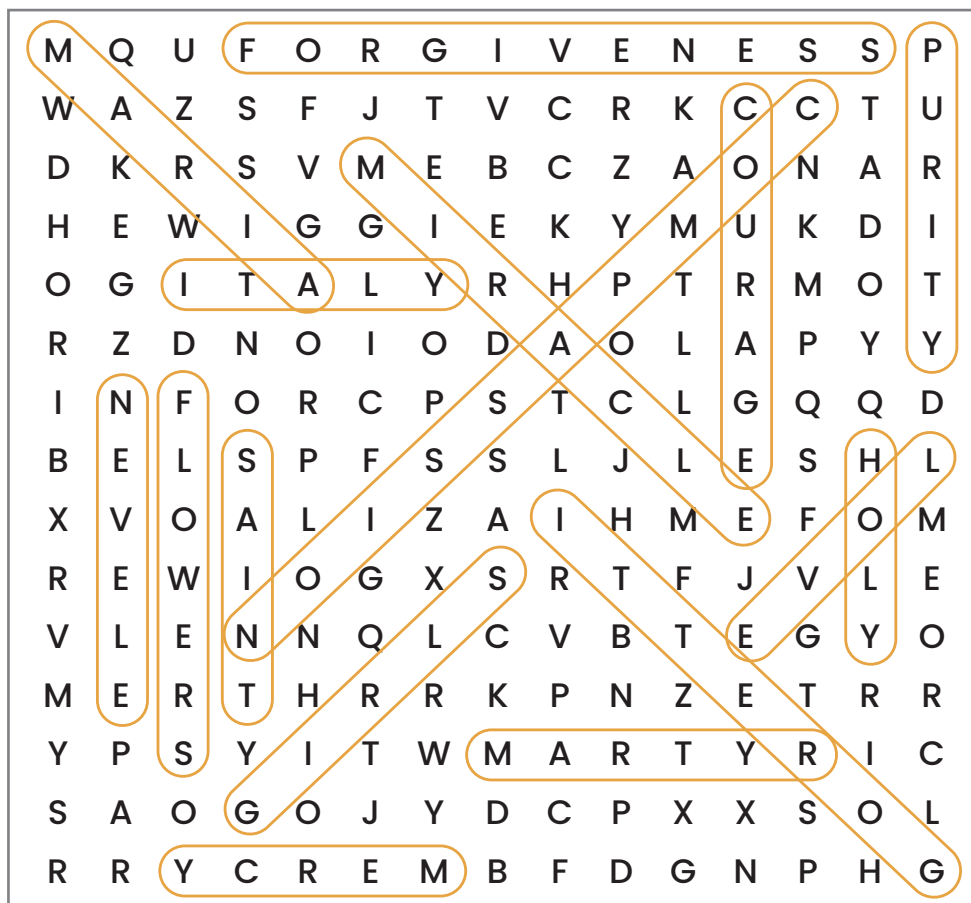 M Q U F O R G I V E N E S S P
W A Z S F J T V C R K C C T U
D K R S V M E B C Z A O N A R
H E W I G G I E K Y M U K D I
O G I T A L Y R H P T R M O T
R Z D N O I O D A O L A P Y Y
I N F O R C P S T C L G Q Q D
B E L S P F S S L J L E S H L
X V O A L I Z A I H M E F O M
R E W I O G X S R T F J V L E
V L E N N Q L C V B T E G Y O
M E R T H R R K P N Z E T R R
Y P S Y I T W M A R T Y R I C
S A O G O J Y D C P X X S O L
R R Y C R E M B F D G N P H G